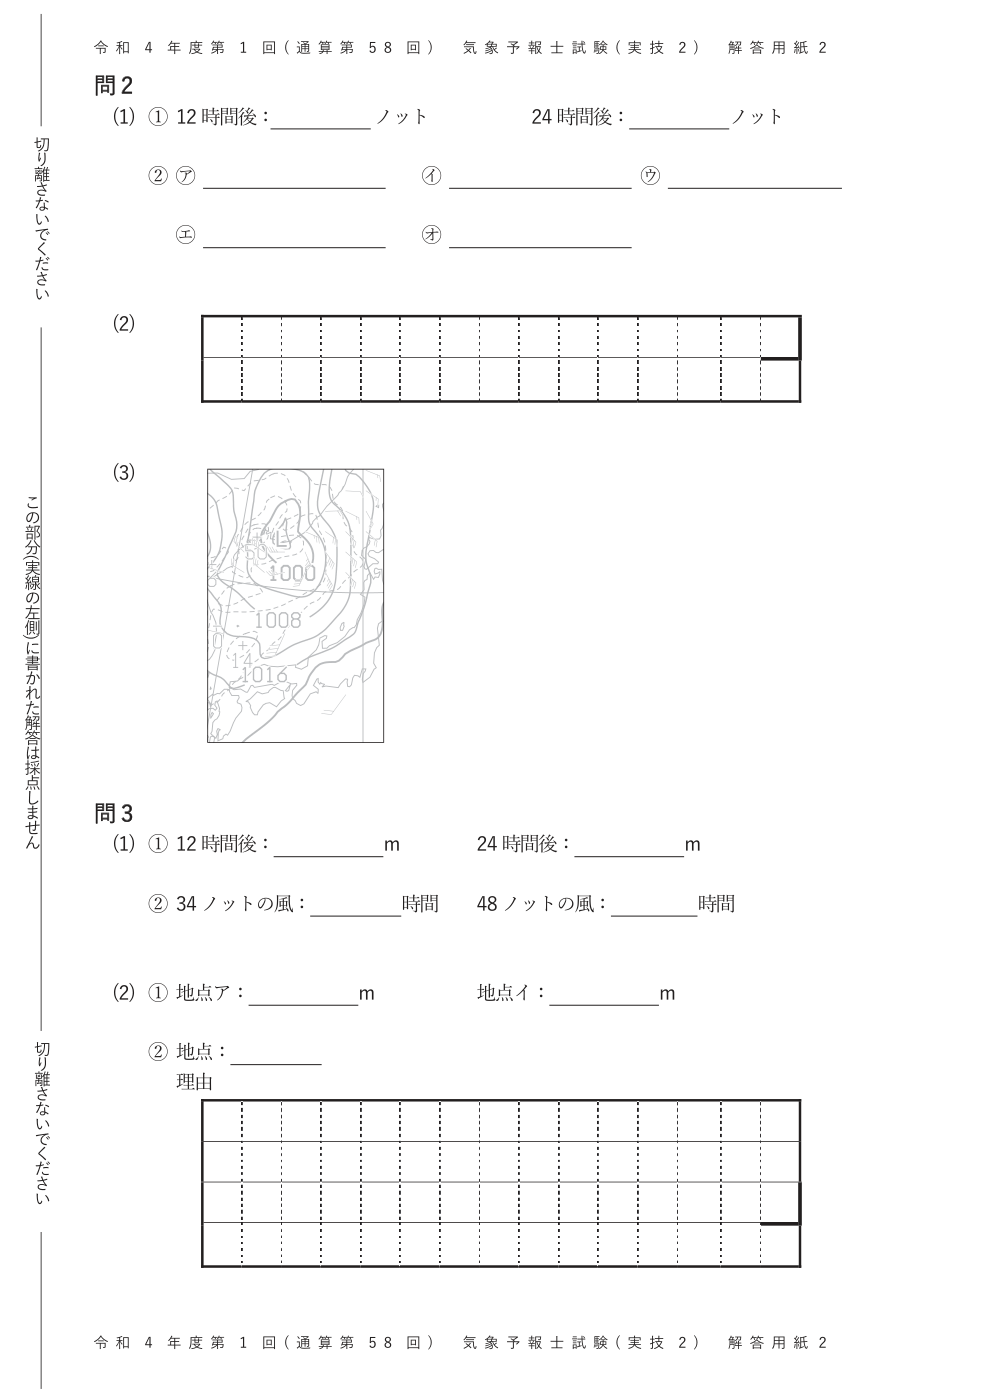 令和4年度第1回(通算第58回) 気象予報士試験(実技2) 解答用紙2
問2
(1) ① 12時間後： ノット 24時間後： ノット
② ㋐ ㋑ ㋒
㋓ ㋔
(2)
(3)
L
50
1000
1008
0
14
1016
問3
(1) ① 12時間後： m 24時間後： m
② 34ノットの風： 時間 48ノットの風： 時間
(2) ① 地点ア： m 地点イ： m
② 地点：
理由
令和4年度第1回(通算第58回) 気象予報士試験(実技2) 解答用紙2
切り離さないでください
この部分(実線の左側)に書かれた解答は採点しません
切り離さないでください